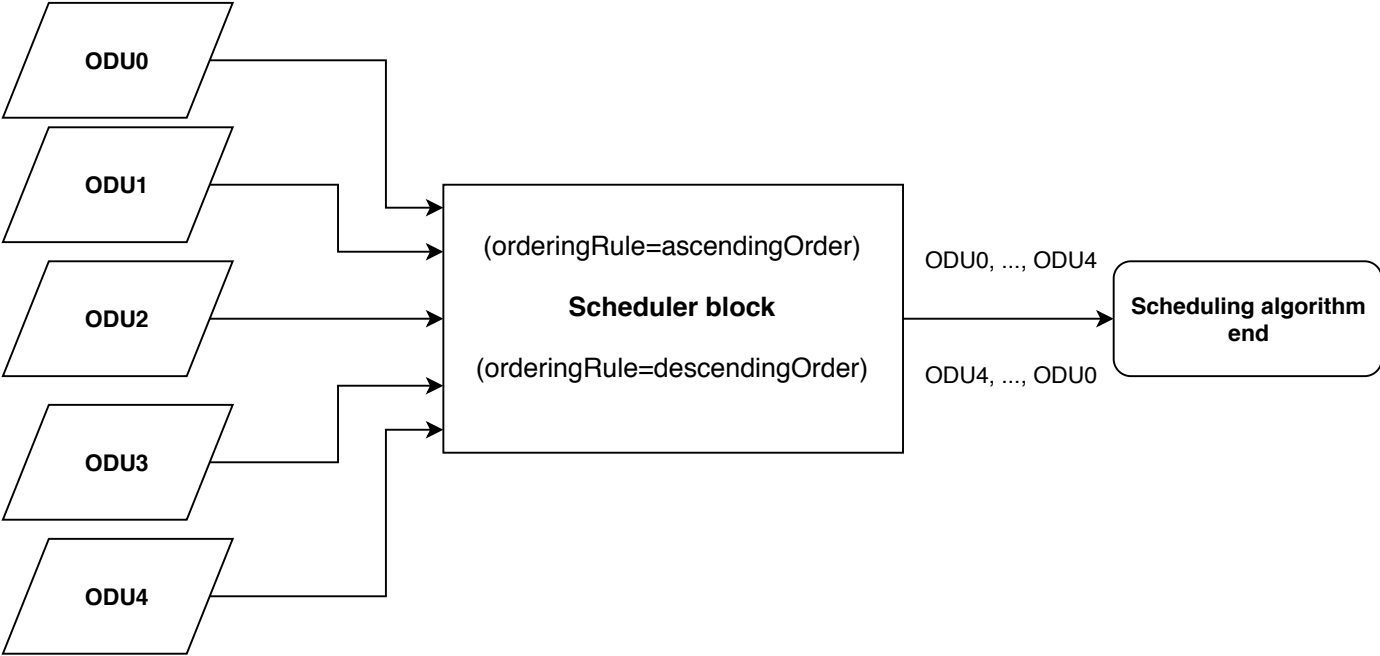 ODU0
ODU1
ODU2
ODU3
ODU4
(orderingRule=ascendingOrder)
Scheduler block
(orderingRule=descendingOrder)
ODU0, ..., ODU4
ODU4, ..., ODU0
Scheduling algorithm
end